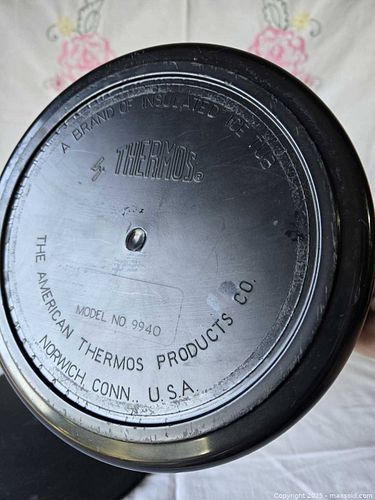 A BRAND OF INSULATED ICE TUB
THERMOS®
MODEL NO. 9940
THE AMERICAN THERMOS PRODUCTS CO.
NORWICH, CONN., U.S.A.
Copyright 2025 - maxsold.com